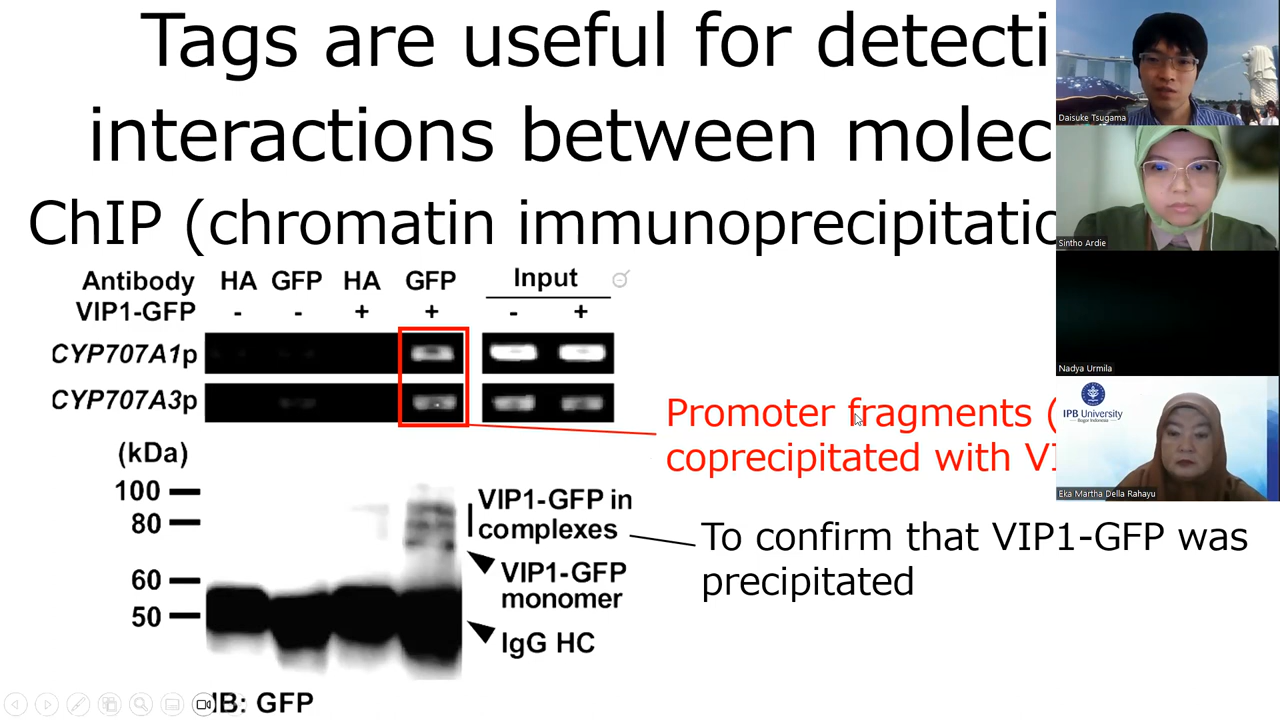 Tags are useful for detecti
interactions between molec
ChIP (chromatin immunoprecipitatio
Antibody HA GFP HA GFP Input
VIP1-GFP - - + + - +
CYP707A1p
CYP707A3p
Promoter fragments (
coprecipitated with VI
(kDa)
100
80
60
50
VIP1-GFP in
complexes
To confirm that VIP1-GFP was
precipitated
VIP1-GFP
monomer
IgG HC
IB: GFP
Daisuke Tsugama
Sintho Ardie
Nadya Urmila
IPB University
Bogor Indonesia
Eka Martha Della Rahayu